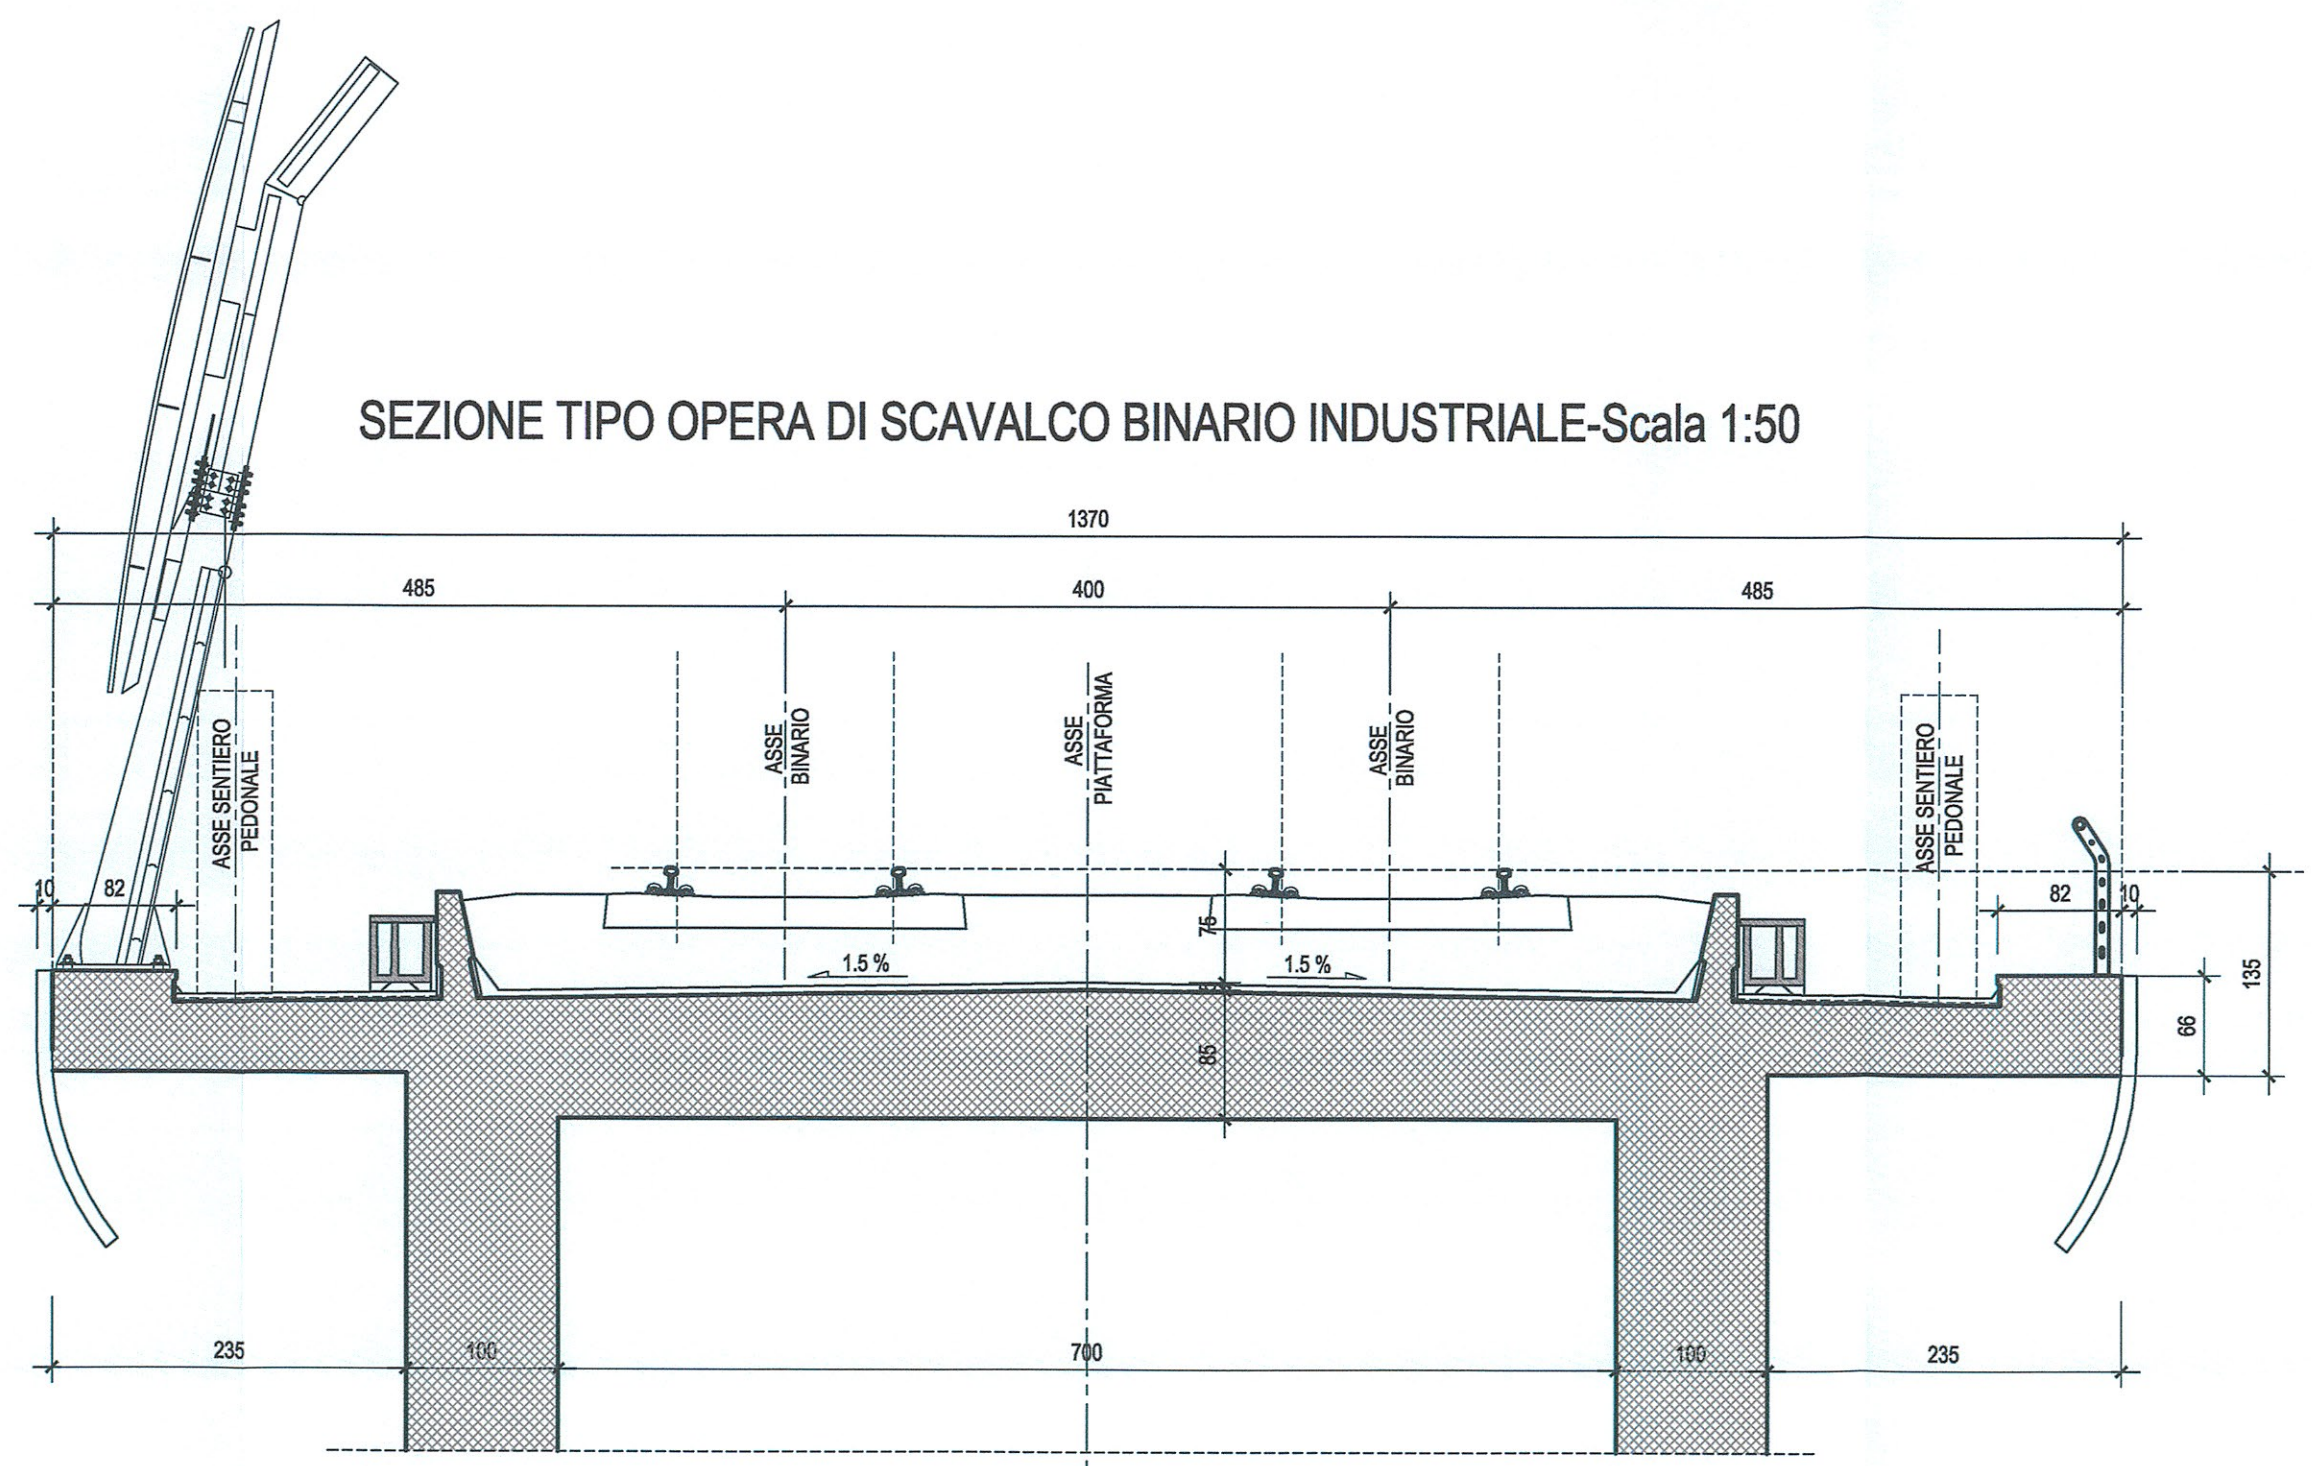 SEZIONE TIPO OPERA DI SCAVALCO BINARIO INDUSTRIALE-Scala 1:50
1370
485
400
485
ASSE SENTIERO
PEDONALE
ASSE
BINARIO
ASSE
PIATTAFORMA
ASSE
BINARIO
ASSE SENTIERO
PEDONALE
10
82
82
10
75
1.5 %
1.5 %
135
66
85
235
100
700
100
235